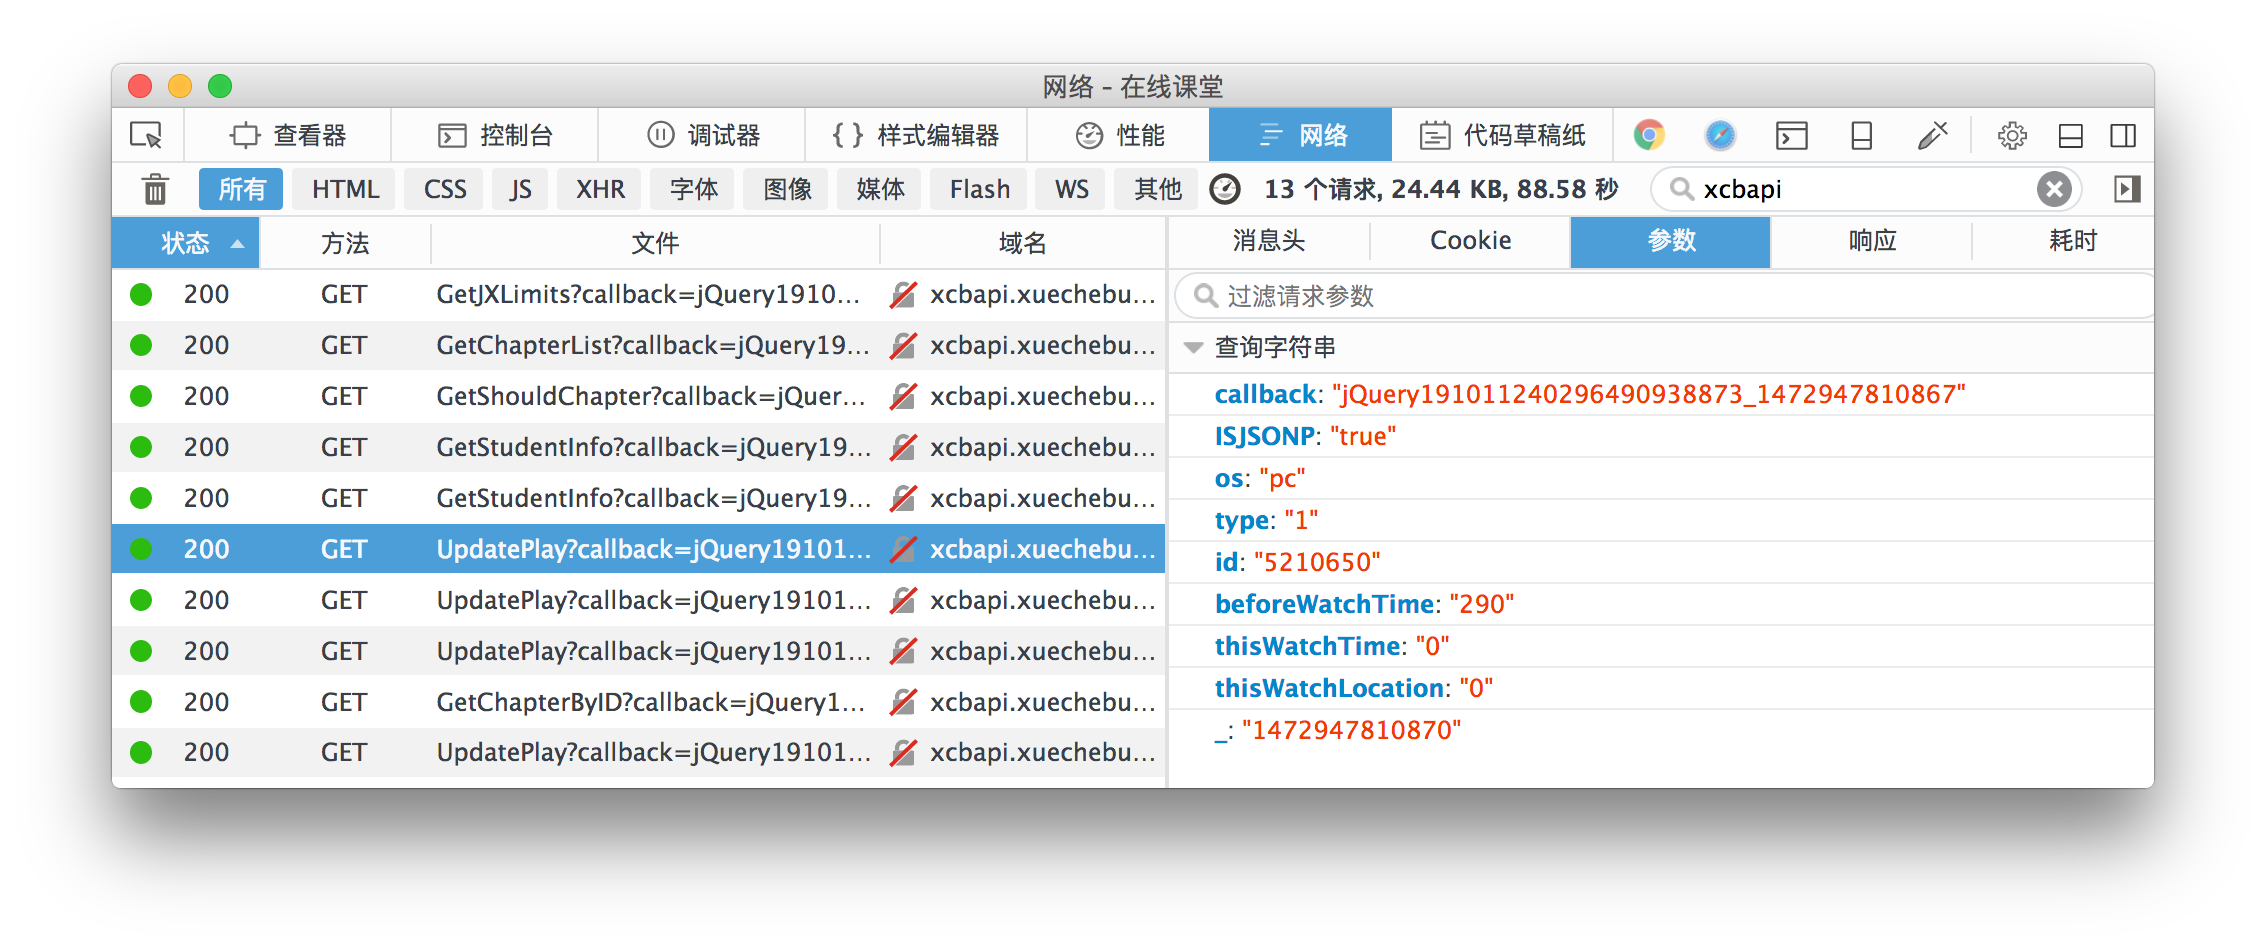 网络 - 在线课堂
查看器 控制台 调试器 { } 样式编辑器 性能 网络 代码草稿纸
所有 HTML CSS JS XHR 字体 图像 媒体 Flash WS 其他 13 个请求, 24.44 KB, 88.58 秒 xcbapi
状态 方法 文件 域名
200 GET GetJXLimits?callback=jQuery1910... xcbapi.xuechebu...
200 GET GetChapterList?callback=jQuery19... xcbapi.xuechebu...
200 GET GetShouldChapter?callback=jQuer... xcbapi.xuechebu...
200 GET GetStudentInfo?callback=jQuery19... xcbapi.xuechebu...
200 GET GetStudentInfo?callback=jQuery19... xcbapi.xuechebu...
200 GET UpdatePlay?callback=jQuery19101... xcbapi.xuechebu...
200 GET UpdatePlay?callback=jQuery19101... xcbapi.xuechebu...
200 GET UpdatePlay?callback=jQuery19101... xcbapi.xuechebu...
200 GET GetChapterByID?callback=jQuery1... xcbapi.xuechebu...
200 GET UpdatePlay?callback=jQuery19101... xcbapi.xuechebu...
消息头 Cookie 参数 响应 耗时
过滤请求参数
查询字符串
callback: "jQuery191011240296490938873_1472947810867"
ISJSONP: "true"
os: "pc"
type: "1"
id: "5210650"
beforeWatchTime: "290"
thisWatchTime: "0"
thisWatchLocation: "0"
_: "1472947810870"